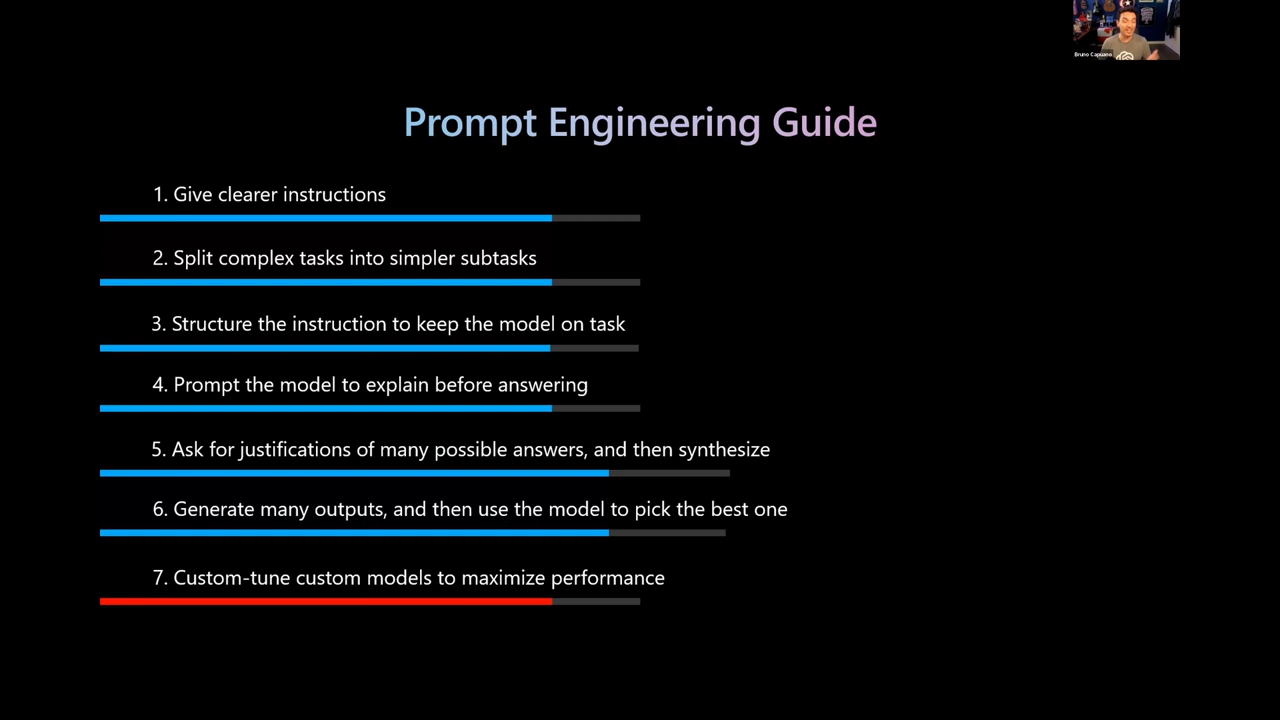 Bruno Capuano
Prompt Engineering Guide
1. Give clearer instructions
2. Split complex tasks into simpler subtasks
3. Structure the instruction to keep the model on task
4. Prompt the model to explain before answering
5. Ask for justifications of many possible answers, and then synthesize
6. Generate many outputs, and then use the model to pick the best one
7. Custom-tune custom models to maximize performance